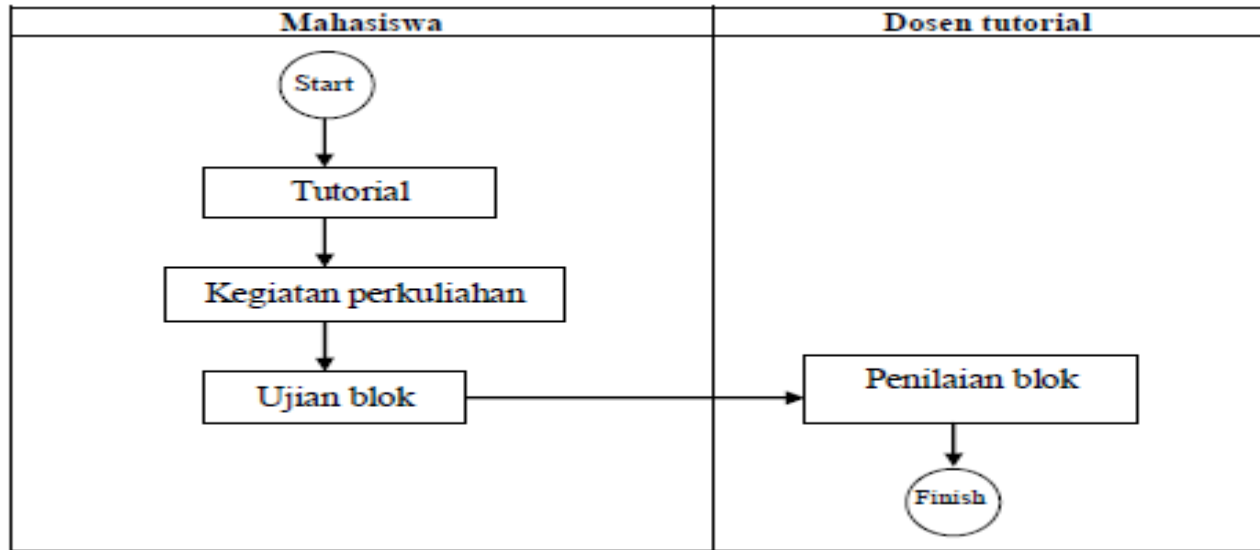 Mahasiswa
Dosen tutorial
Start
Tutorial
Kegiatan perkuliahan
Ujian blok
Penilaian blok
Finish